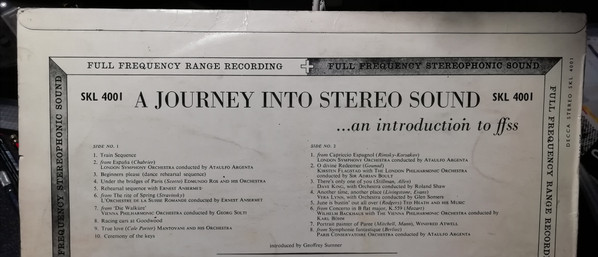 FULL FREQUENCY RANGE RECORDING
FULL FREQUENCY STEREOPHONIC SOUND
SKL 4001 A JOURNEY INTO STEREO SOUND SKL 4001
...an introduction to ffss
SIDE NO. 1
1. Train Sequence
2. from España (Chabrier)
LONDON SYMPHONY ORCHESTRA conducted by ATAULFO ARGENTA
3. Beginners please (dance rehearsal sequence)
4. Under the bridges of Paris (Scotto) EDMUNDO ROS AND HIS ORCHESTRA
5. Rehearsal sequence with ERNEST ANSERMET
6. from The rite of Spring (Stravinsky)
L'ORCHESTRE DE LA SUISSE ROMANDE conducted by ERNEST ANSERMET
7. from 'Die Walküre'
VIENNA PHILHARMONIC ORCHESTRA conducted by GEORG SOLTI
8. Racing cars at Goodwood
9. True love (Cole Porter) MANTOVANI AND HIS ORCHESTRA
10. Ceremony of the keys
SIDE NO. 2
1. from Capriccio Espagnol (Rimsky-Korsakov)
LONDON SYMPHONY ORCHESTRA conducted by ATAULFO ARGENTA
2. O divine Redeemer (Gounod)
KIRSTEN FLAGSTAD WITH THE LONDON PHILHARMONIC ORCHESTRA
conducted by SIR ADRIAN BOULT
3. There's only one of you
DAVE KING, with Orchestra conducted by Roland Shaw
4. Another time, another place (Livingstone, Evans)
VERA LYNN, with Orchestra conducted by Glen Somers
5. June is bustin' out all over (Rodgers) TED HEATH AND HIS MUSIC
6. from Concerto in B flat major, K.
WILHELM BACKHAUS WITH THE VIENNA PHILHARMONIC ORCHESTRA conducted by
KARL BÖHM
7. Portrait painter of Paree WINIFRED ATWELL
8. from Symphonie fantastique (Berlioz)
PARIS CONSERVATOIRE ORCHESTRA conducted by ATAULFO ARGENTA
introduced by Geoffrey Sumner
FULL FREQUENCY STEREOPHONIC SOUND
FULL FREQUENCY RANGE
DECCA STEREO SKL 4001